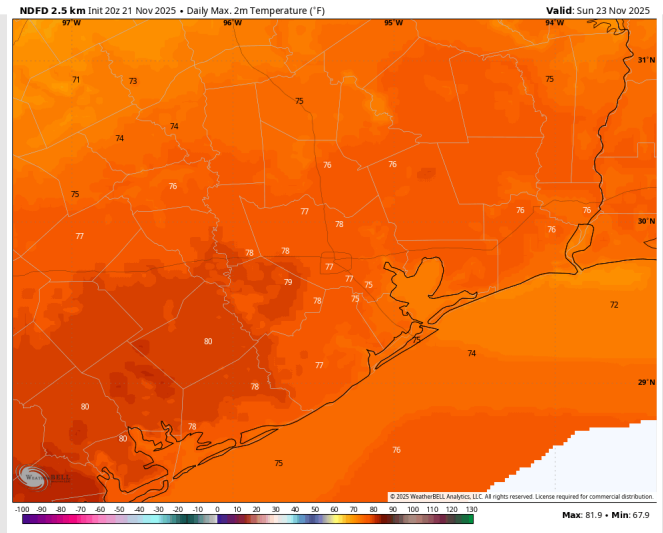 NDFD 2.5 km Init 20z 21 Nov 2025 • Daily Max. 2m Temperature (°F)
Valid: Sun 23 Nov 2025
97°W 96°W 95°W 94°W
31°N
71 73 75
75
74
74
76 76
76
75
77 76 76
78 76
77 30°N
78 78
77
79 77 75
78 75
72
80 75
74
77
29°N
78
80
78
80
76
75
WEATHERBELL
© 2025 WeatherBELL Analytics, LLC. All rights reserved. License required for commercial distribution.
-100 -90 -80 -70 -60 -50 -40 -30 -20 -10 0 10 20 30 40 50 60 70 80 90 100 110 120 130
Max: 81.9 • Min: 67.9